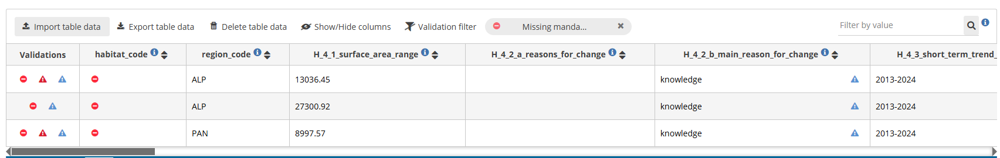 Import table data Export table data Delete table data Show/Hide columns Validation filter Missing manda... Filter by value
Validations habitat_code region_code H_4_1_surface_area_range H_4_2_a_reasons_for_change H_4_2_b_main_reason_for_change H_4_3_short_term_trend_
ALP 13036.45 knowledge 2013-2024
ALP 27300.92 knowledge 2013-2024
PAN 8997.57 knowledge 2013-2024